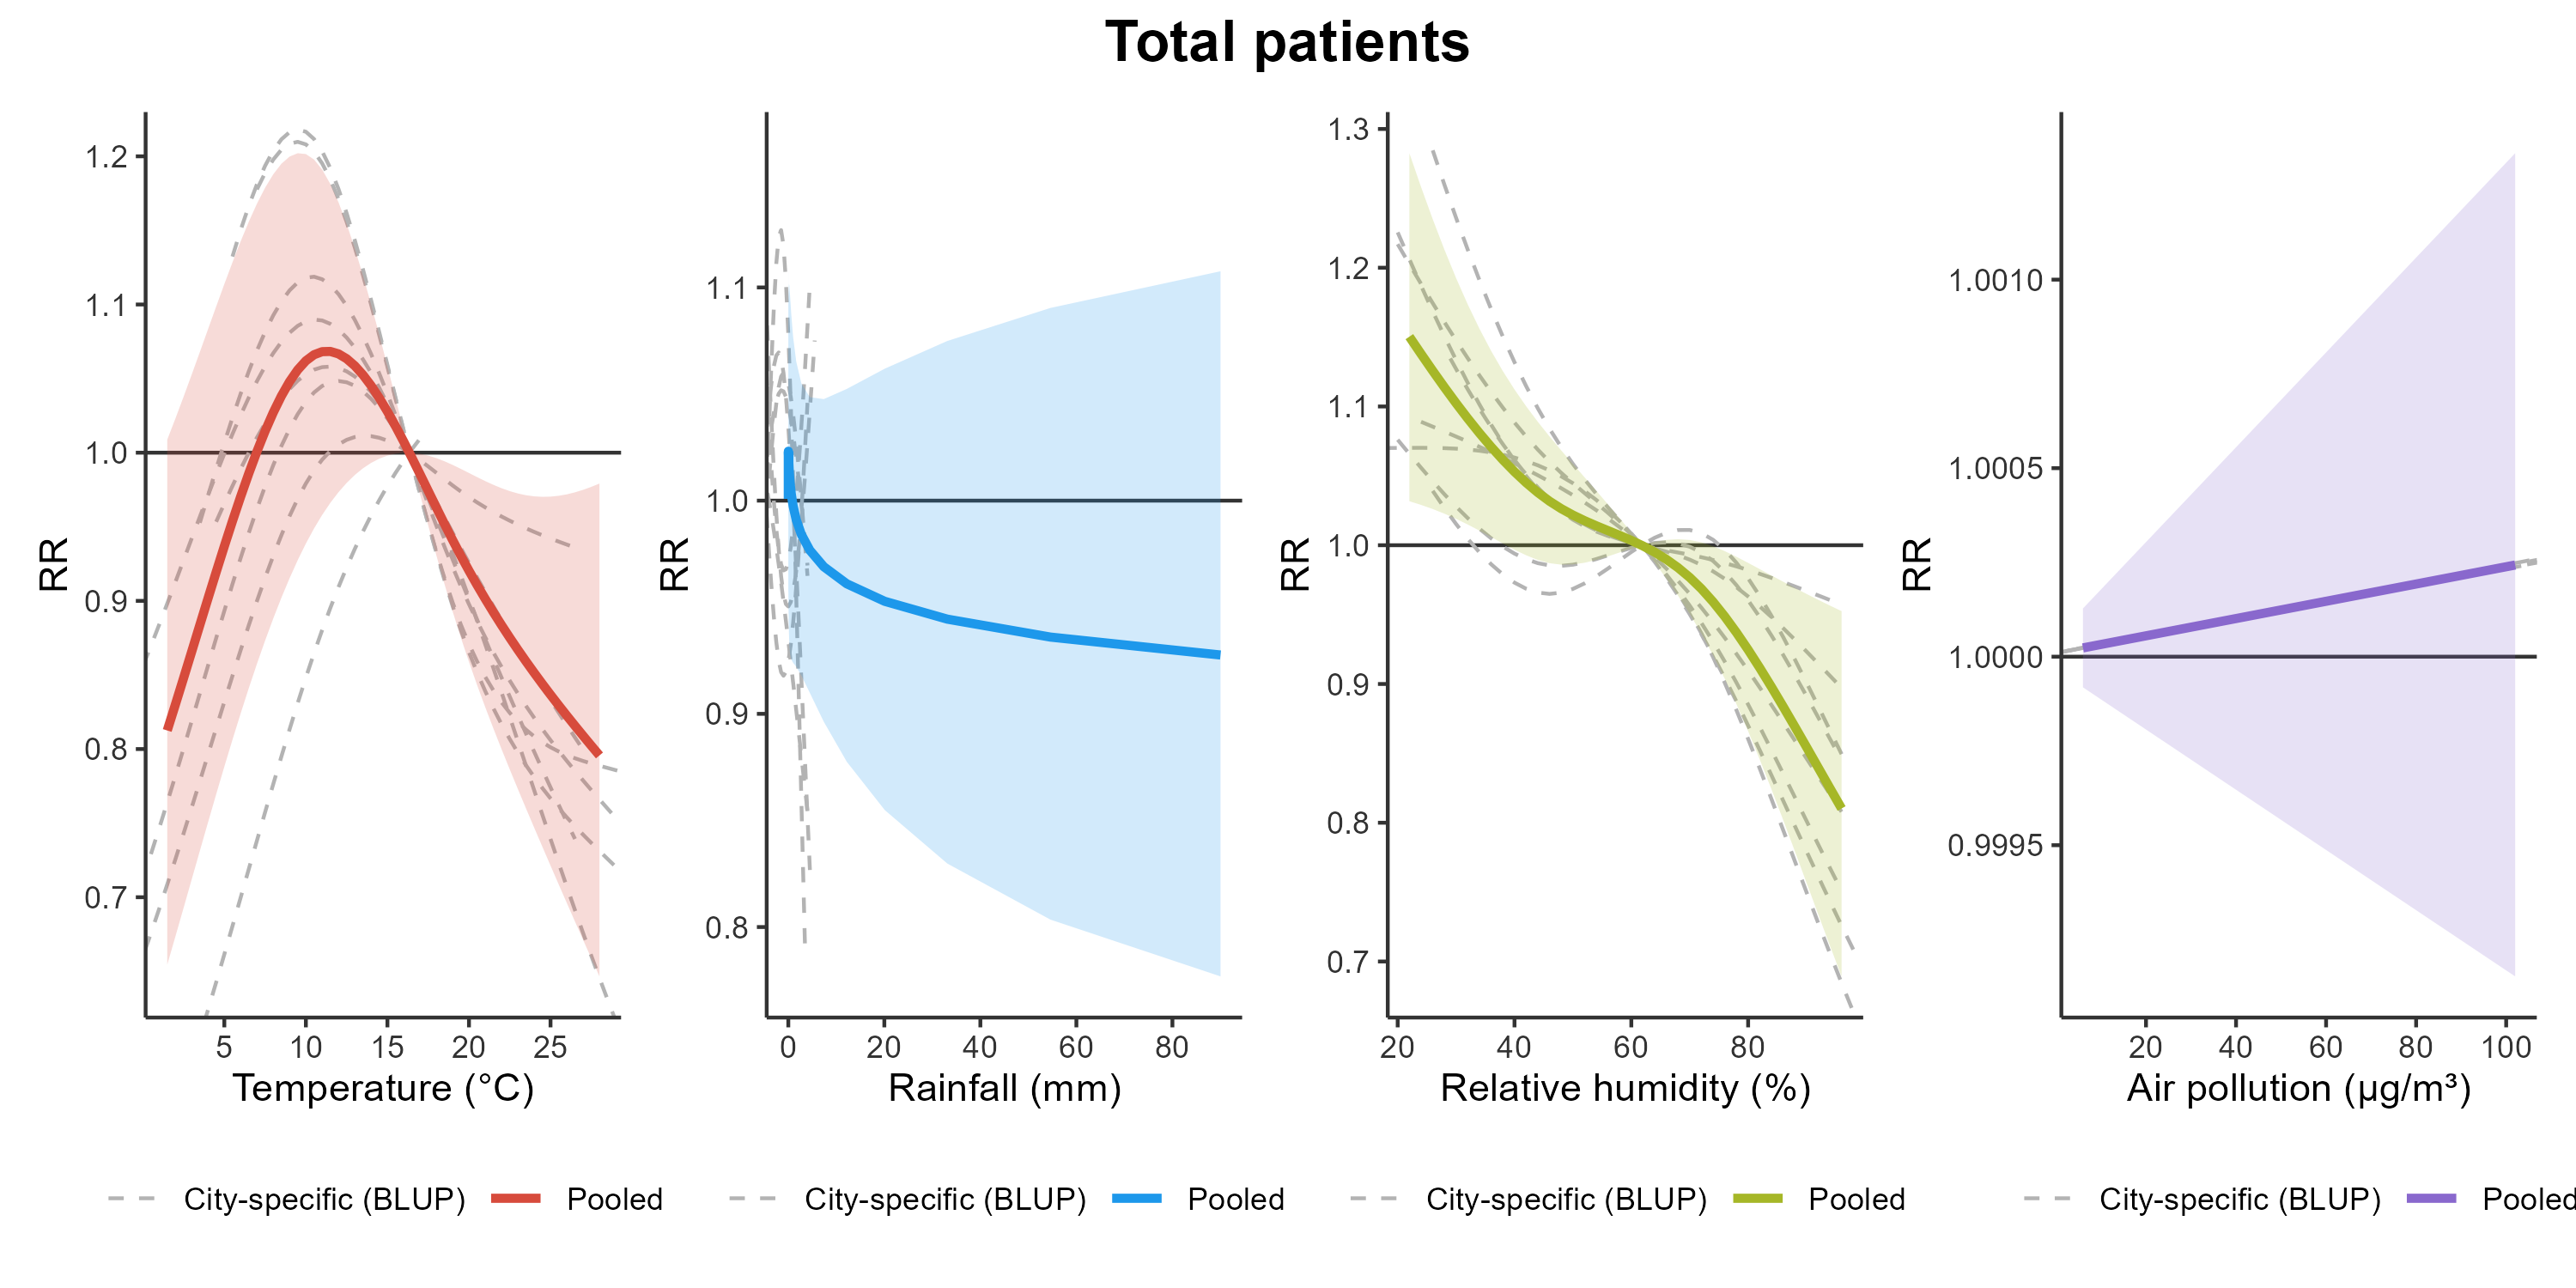 Total patients
RR
1.2
1.1
1.0
0.9
0.8
0.7
5 10 15 20 25
Temperature (°C)
City-specific (BLUP) Pooled
RR
1.1
1.0
0.9
0.8
0 20 40 60 80
Rainfall (mm)
City-specific (BLUP) Pooled
RR
1.3
1.2
1.1
1.0
0.9
0.8
0.7
20 40 60 80
Relative humidity (%)
City-specific (BLUP) Pooled
RR
1.0010
1.0005
1.0000
0.9995
20 40 60 80 100
Air pollution (µg/m³)
City-specific (BLUP) Pooled